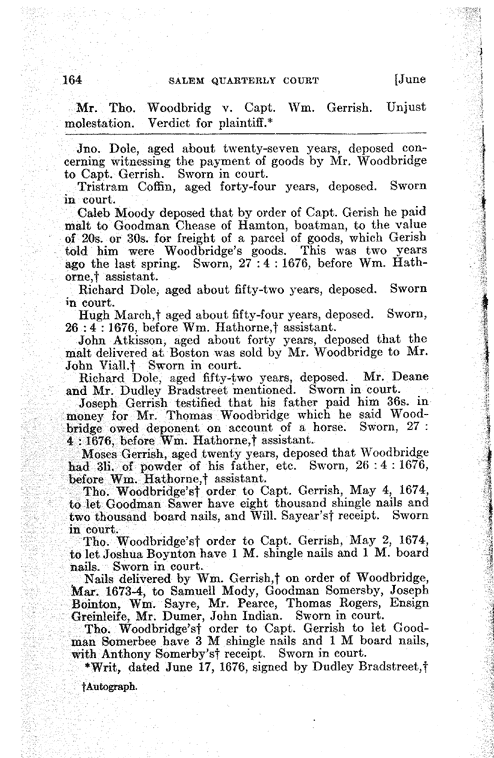 164 SALEM QUARTERLY COURT [June
Mr. Tho. Woodbridg v. Capt. Wm. Gerrish. Unjust
molestation. Verdict for plaintiff.*
Jno. Dole, aged about twenty-seven years, deposed con-
cerning witnessing the payment of goods by Mr. Woodbridge
to Capt. Gerrish. Sworn in court.
Tristram Coffin, aged forty-four years, deposed. Sworn
in court.
Caleb Moody deposed that by order of Capt. Gerish he paid
malt to Goodman Chease of Hamton, boatman, to the value
of 20s. or 30s. for freight of a parcel of goods, which Gerish
told him were Woodbridge's goods. This was two years
ago the last spring. Sworn, 27 : 4 : 1676, before Wm. Hath-
orne,† assistant.
Richard Dole, aged about fifty-two years, deposed. Sworn
in court.
Hugh March,† aged about fifty-four years, deposed. Sworn,
26 : 4 : 1676, before Wm. Hathorne,† assistant.
John Atkisson, aged about forty years, deposed that the
malt delivered at Boston was sold by Mr. Woodbridge to Mr.
John Viall.† Sworn in court.
Richard Dole, aged fifty-two years, deposed. Mr. Deane
and Mr. Dudley Bradstreet mentioned. Sworn in court.
Joseph Gerrish testified that his father paid him 36s. in
money for Mr. Thomas Woodbridge which he said Wood-
bridge owed deponent on account of a horse. Sworn, 27 :
4 : 1676, before Wm. Hathorne,† assistant.
Moses Gerrish, aged twenty years, deposed that Woodbridge
had 3li. of powder of his father, etc. Sworn, 26 : 4 : 1676,
before Wm. Hathorne,† assistant.
Tho. Woodbridge's† order to Capt. Gerrish, May 4, 1674,
to let Goodman Sawer have eight thousand shingle nails and
two thousand board nails, and Will. Sayear's† receipt. Sworn
in court.
Tho. Woodbridge's† order to Capt. Gerrish, May 2, 1674,
to let Joshua Boynton have 1 M. shingle nails and 1 M. board
nails. Sworn in court.
Nails delivered by Wm. Gerrish,† on order of Woodbridge,
Mar. 1673-4, to Samuell Mody, Goodman Somersby, Joseph
Bointon, Wm. Sayre, Mr. Pearce, Thomas Rogers, Ensign
Greinleife, Mr. Dumer, John Indian. Sworn in court.
Tho. Woodbridge's† order to Capt. Gerrish to let Good-
man Somerbee have 3 M shingle nails and 1 M board nails,
with Anthony Somerby's† receipt. Sworn in court.
*Writ, dated June 17, 1676, signed by Dudley Bradstreet,†
†Autograph.